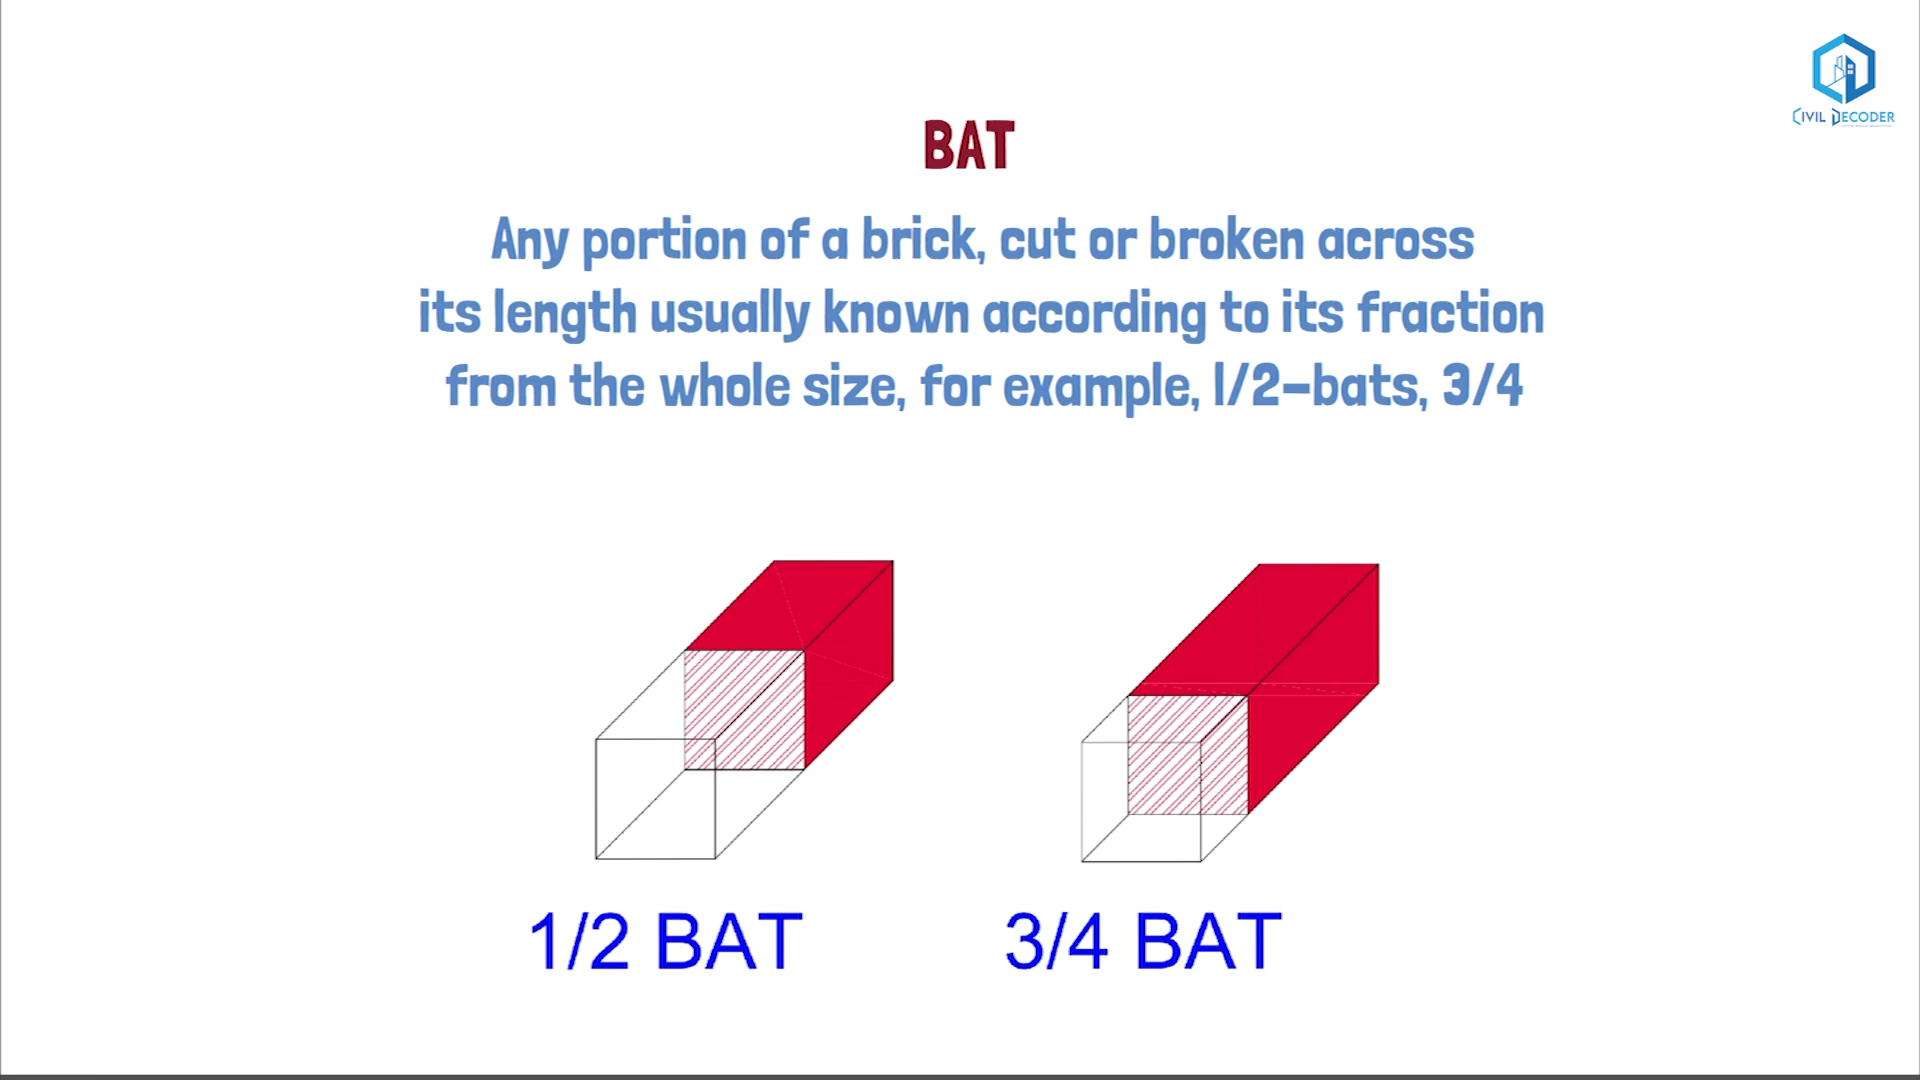 CIVIL DECODER
BAT
Any portion of a brick, cut or broken across
its length usually known according to its fraction
from the whole size, for example, 1/2-bats, 3/4
1/2 BAT
3/4 BAT